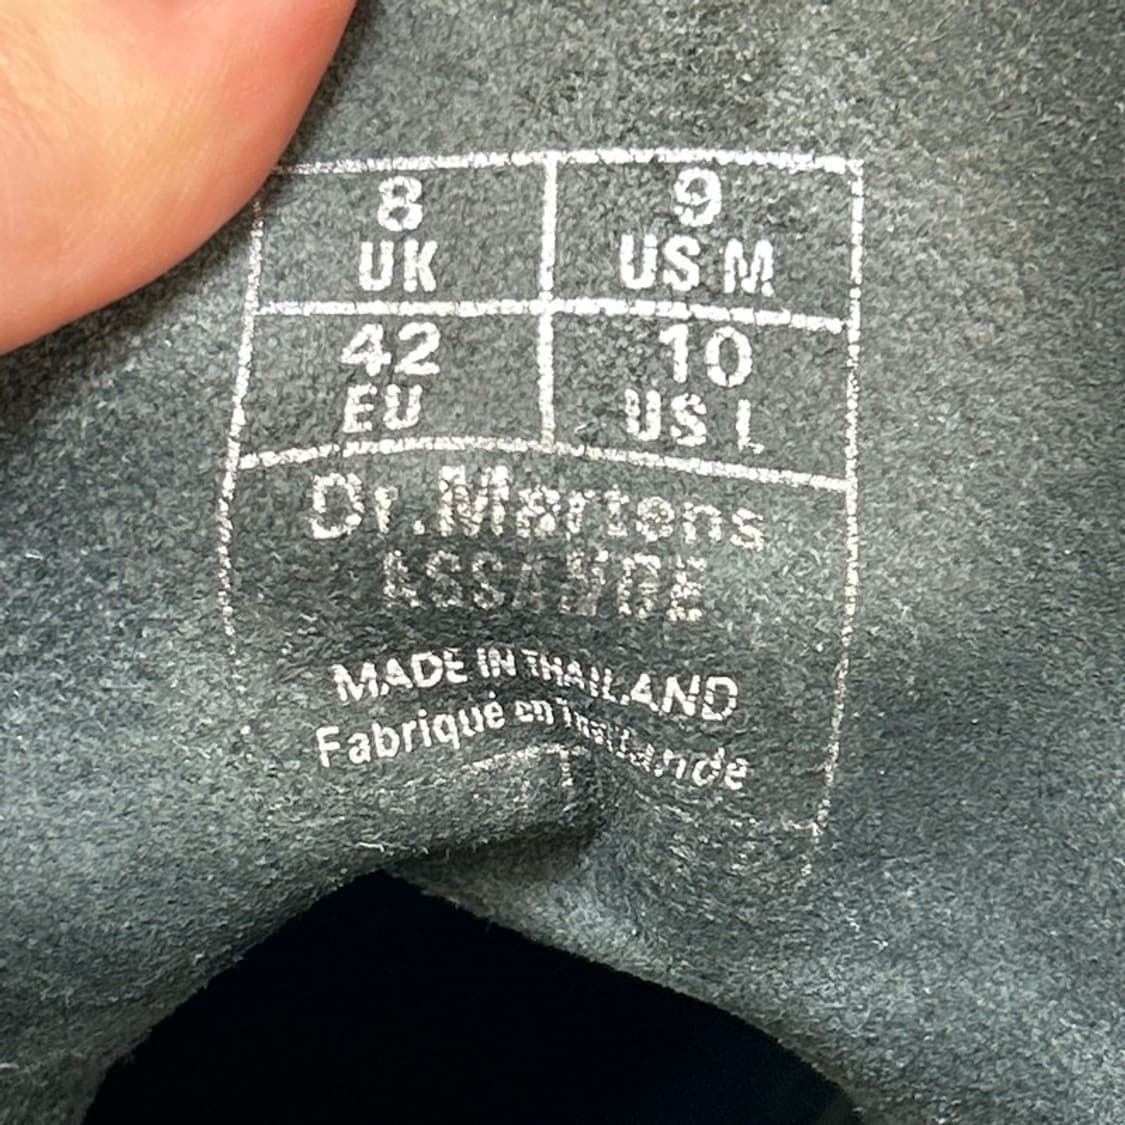 8 9
UK US M
42 10
EU US L
Dr.Martens
MADE IN THAILAND
Fabriqué en Thaïlande